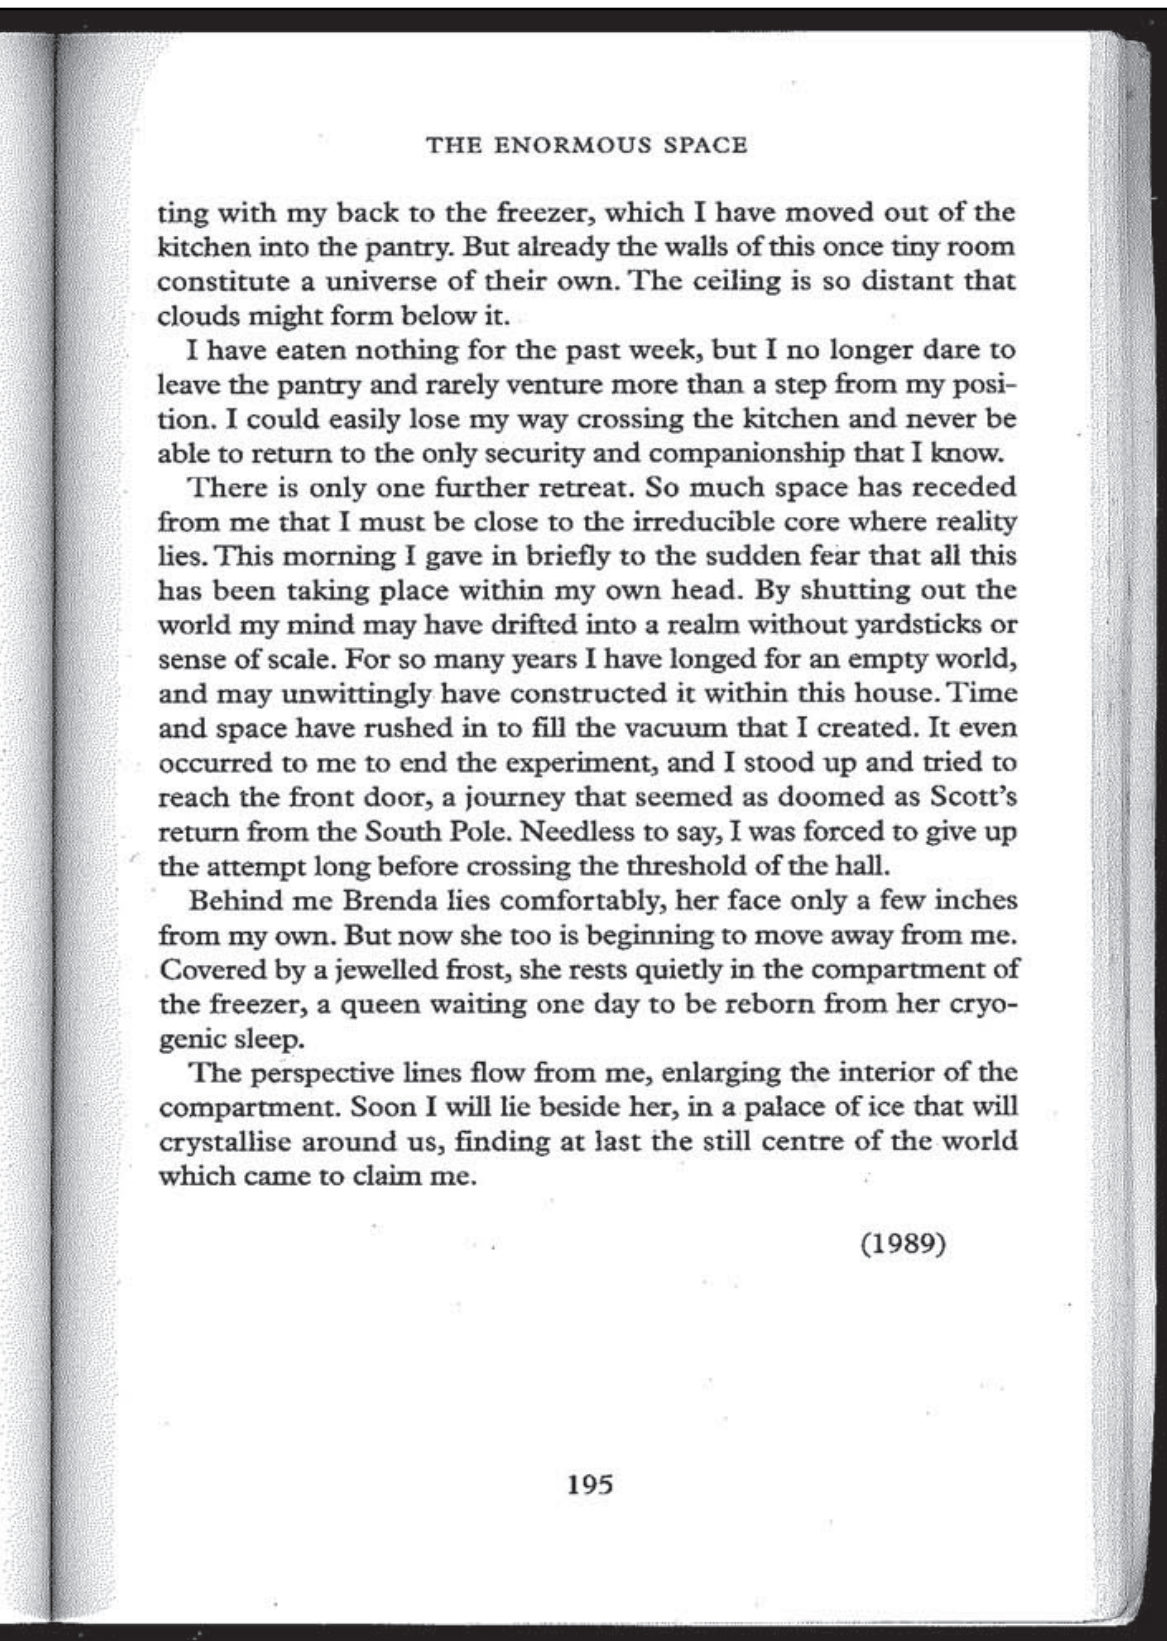 THE ENORMOUS SPACE
ting with my back to the freezer, which I have moved out of the
kitchen into the pantry. But already the walls of this once tiny room
constitute a universe of their own. The ceiling is so distant that
clouds might form below it.
I have eaten nothing for the past week, but I no longer dare to
leave the pantry and rarely venture more than a step from my posi-
tion. I could easily lose my way crossing the kitchen and never be
able to return to the only security and companionship that I know.
There is only one further retreat. So much space has receded
from me that I must be close to the irreducible core where reality
lies. This morning I gave in briefly to the sudden fear that all this
has been taking place within my own head. By shutting out the
world my mind may have drifted into a realm without yardsticks or
sense of scale. For so many years I have longed for an empty world,
and may unwittingly have constructed it within this house. Time
and space have rushed in to fill the vacuum that I created. It even
occurred to me to end the experiment, and I stood up and tried to
reach the front door, a journey that seemed as doomed as Scott's
return from the South Pole. Needless to say, I was forced to give up
the attempt long before crossing the threshold of the hall.
Behind me Brenda lies comfortably, her face only a few inches
from my own. But now she too is beginning to move away from me.
Covered by a jewelled frost, she rests quietly in the compartment of
the freezer, a queen waiting one day to be reborn from her cryo-
genic sleep.
The perspective lines flow from me, enlarging the interior of the
compartment. Soon I will lie beside her, in a palace of ice that will
crystallise around us, finding at last the still centre of the world
which came to claim me.
(1989)
195